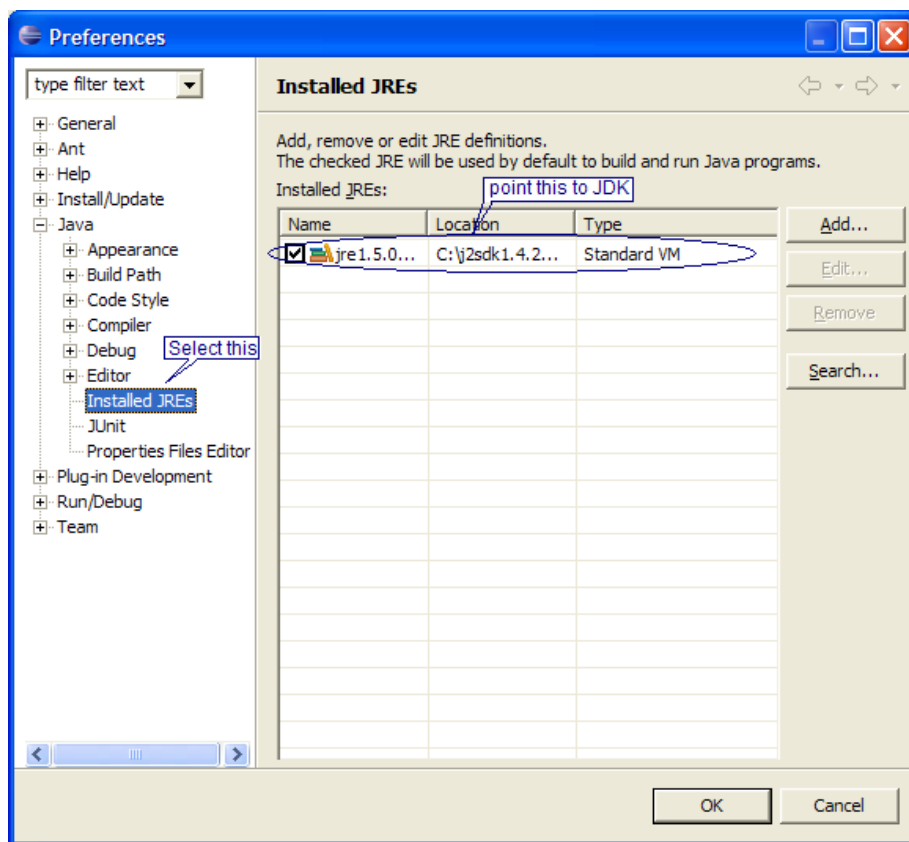 Preferences
type filter text
General
Ant
Help
Install/Update
Java
Appearance
Build Path
Code Style
Compiler
Debug
Select this
Editor
Installed JREs
JUnit
Properties Files Editor
Plug-in Development
Run/Debug
Team
Installed JREs
Add, remove or edit JRE definitions.
The checked JRE will be used by default to build and run Java programs.
Installed JREs:
point this to JDK
Name Location Type
jre1.5.0... C:\j2sdk1.4.2... Standard VM
Add...
Edit...
Remove
Search...
OK Cancel